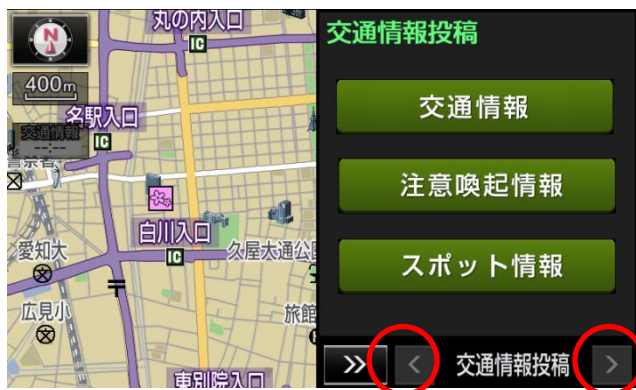 丸の内入口
IC
N
400m
名駅入口
交通情報
--:--
IC
警察署
白川入口
IC
久屋大通公
愛知大
広見小
旅館
東別院入口
交通情報投稿
交通情報
注意喚起情報
スポット情報
>>
<
交通情報投稿
>